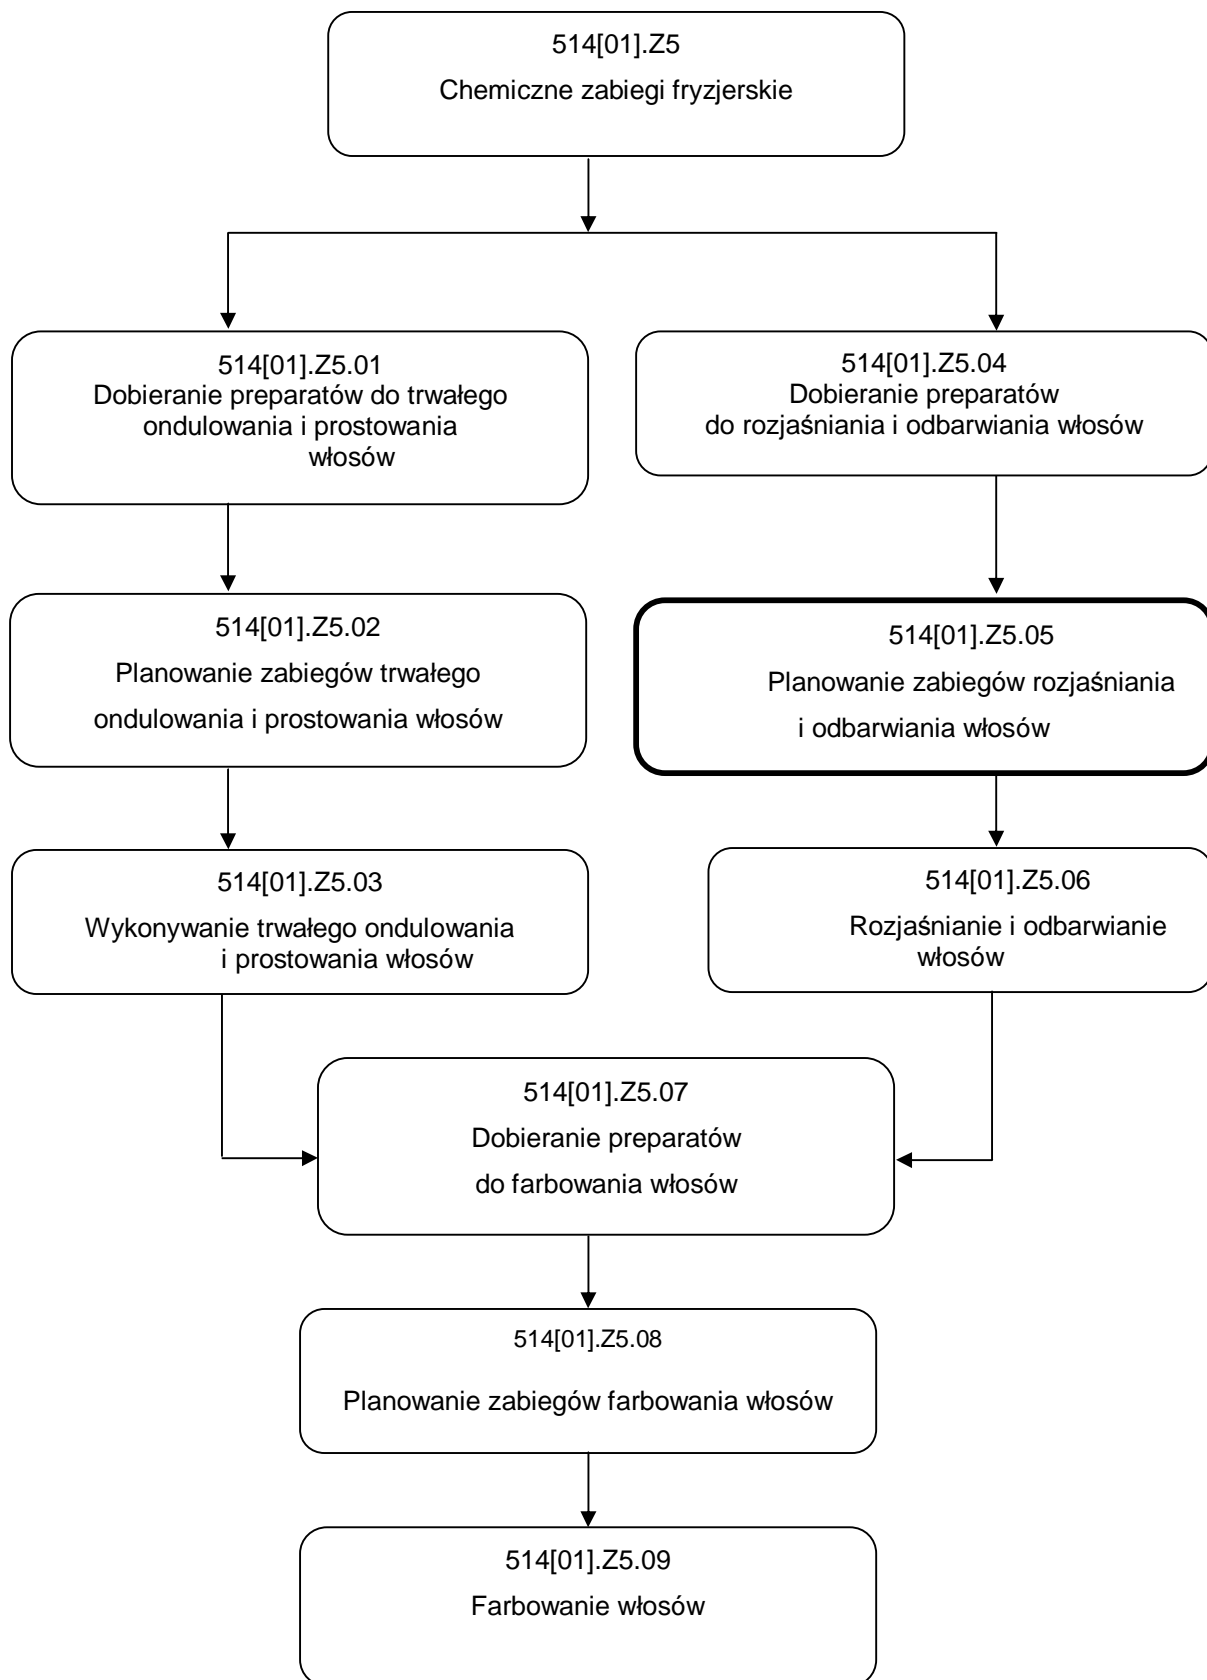 514[01].Z5
Chemiczne zabiegi fryzjerskie
514[01].Z5.01
Dobieranie preparatów do trwałego
ondulowania i prostowania
włosów
514[01].Z5.04
Dobieranie preparatów
do rozjaśniania i odbarwiania włosów
514[01].Z5.02
Planowanie zabiegów trwałego
ondulowania i prostowania włosów
514[01].Z5.05
Planowanie zabiegów rozjaśniania
i odbarwiania włosów
514[01].Z5.03
Wykonywanie trwałego ondulowania
i prostowania włosów
514[01].Z5.06
Rozjaśnianie i odbarwianie
włosów
514[01].Z5.07
Dobieranie preparatów
do farbowania włosów
514[01].Z5.08
Planowanie zabiegów farbowania włosów
514[01].Z5.09
Farbowanie włosów